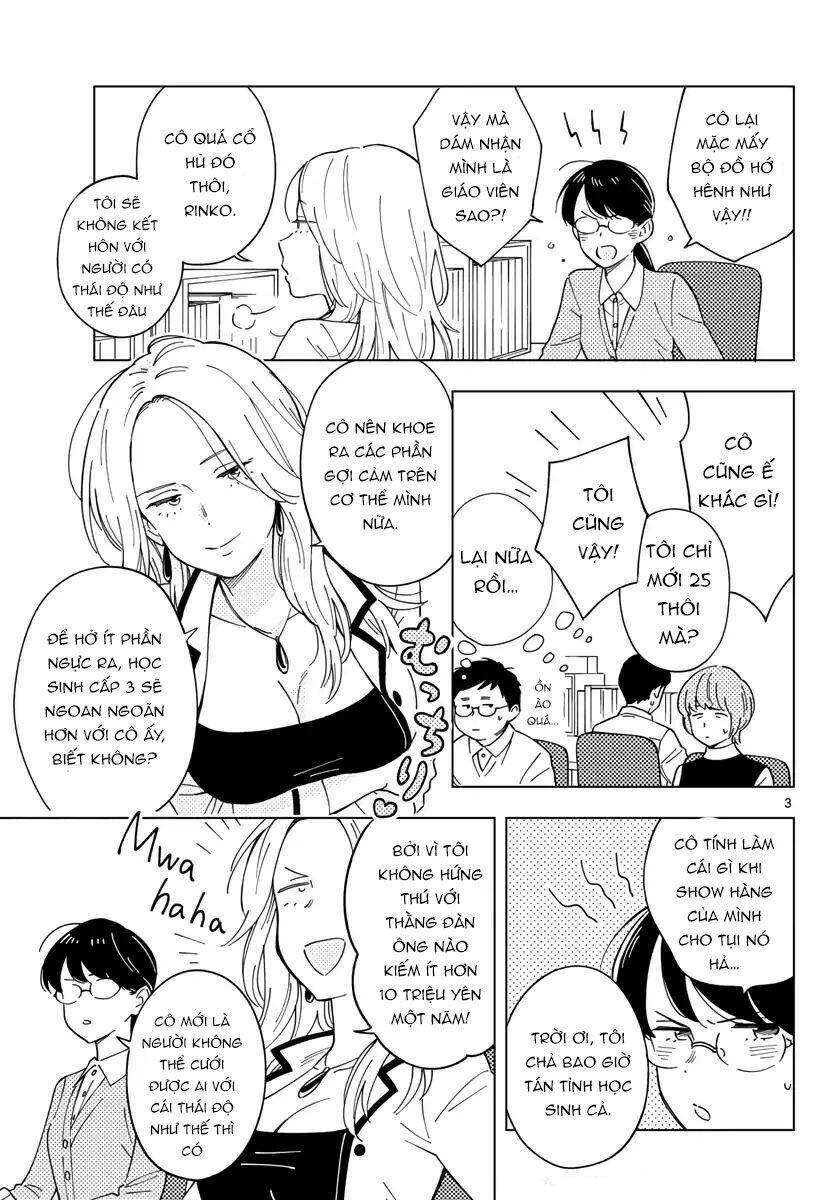 CÔ LẠI
MẶC MẤY
BỘ ĐỒ HỚ
HÊNH NHƯ
VẬY!!
VẬY MÀ
DÁM NHẬN
MÌNH LÀ
GIÁO VIÊN
SAO?!
CÔ QUÁ CỔ
HỦ ĐÓ
THÔI,
RINKO.
TÔI SẼ
KHÔNG KẾT
HÔN VỚI
NGƯỜI CÓ
THÁI ĐỘ NHƯ
THẾ ĐÂU
CÔ
CŨNG Ế
KHÁC GÌ!
TÔI CHỈ
MỚI 25
THÔI
MÀ?
TÔI
CŨNG
VẬY!
LẠI NỮA
RỒI...
ỒN
ÀO
QUÁ...
CÔ NÊN KHOE
RA CÁC PHẦN
GỢI CẢM TRÊN
CƠ THỂ MÌNH
NỮA.
ĐỂ HỞ ÍT PHẦN
NGỰC RA, HỌC
SINH CẤP 3 SẼ
NGOAN NGOÃN
HƠN VỚI CÔ ẤY,
BIẾT KHÔNG?
むっちり
3
CÔ TÍNH LÀM
CÁI GÌ KHI
SHOW HÀNG
CỦA MÌNH
CHO TỤI NÓ
HẢ...
TRỜI ƠI, TÔI
CHẢ BAO GIỜ
TÁN TỈNH HỌC
SINH CẢ.
BỞI VÌ TÔI
KHÔNG HỨNG
THÚ VỚI
THẰNG ĐÀN
ÔNG NÀO
KIẾM ÍT HƠN
10 TRIỆU YÊN
MỘT NĂM!
Mwa
haha
CÔ MỚI LÀ
NGƯỜI KHÔNG
THỂ CƯỚI
ĐƯỢC AI VỚI
CÁI THÁI ĐỘ
NHƯ THẾ THÌ
CÓ